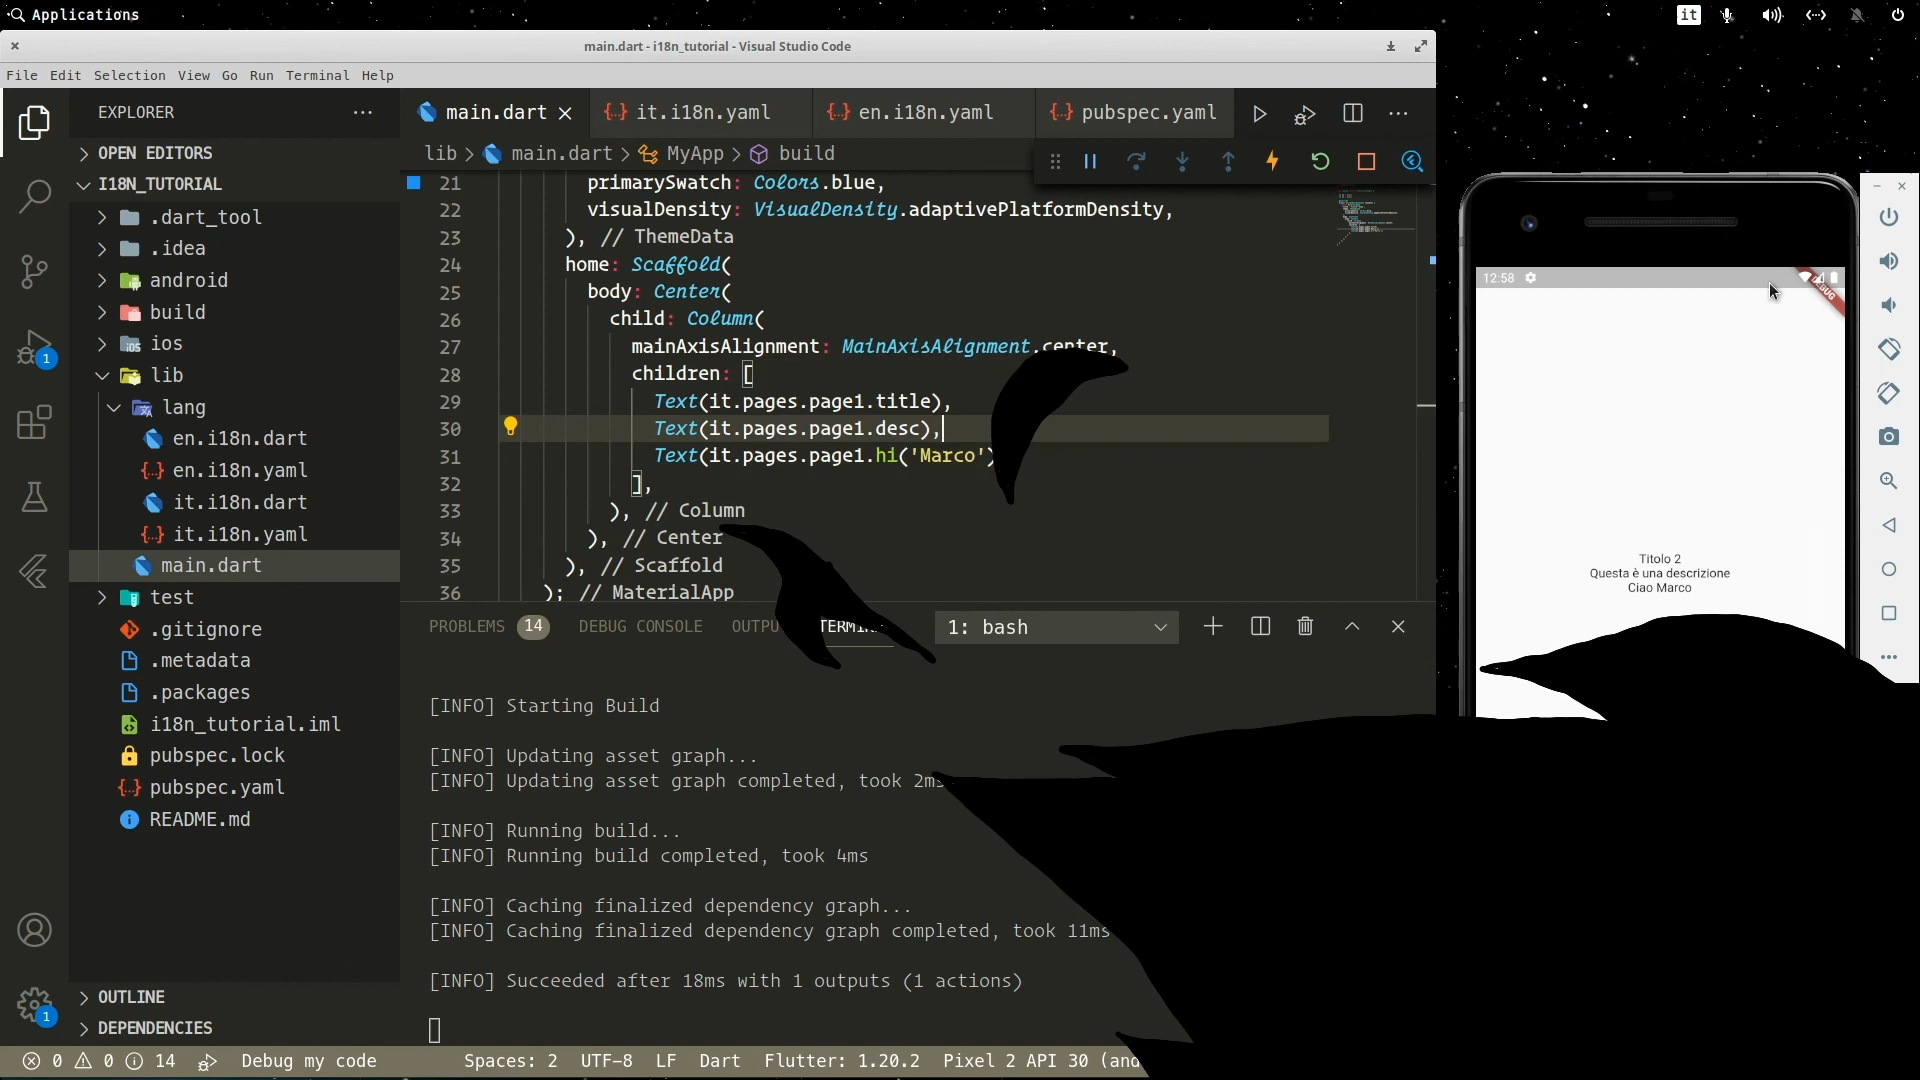 Applications
it
main.dart - i18n_tutorial - Visual Studio Code
File Edit Selection View Go Run Terminal Help
EXPLORER
OPEN EDITORS
I18N_TUTORIAL
.dart_tool
.idea
android
build
ios
lib
lang
en.i18n.dart
en.i18n.yaml
it.i18n.dart
it.i18n.yaml
main.dart
test
.gitignore
.metadata
.packages
i18n_tutorial.iml
pubspec.lock
pubspec.yaml
README.md
OUTLINE
DEPENDENCIES
1
1
main.dart
it.i18n.yaml
en.i18n.yaml
pubspec.yaml
lib > main.dart > MyApp > build
21 primarySwatch: Colors.blue,
22 visualDensity: VisualDensity.adaptivePlatformDensity,
23 ), // ThemeData
24 home: Scaffold(
25 body: Center(
26 child: Column(
27 mainAxisAlignment: MainAxisAlignment.center,
28 children: [
29 Text(it.pages.page1.title),
30 Text(it.pages.page1.desc),
31 Text(it.pages.page1.hi('Marco')
32 ],
33 ), // Column
34 ), // Center
35 ), // Scaffold
36 ); // MaterialApp
PROBLEMS 14 DEBUG CONSOLE
1: bash
[INFO] Starting Build
[INFO] Updating asset graph...
[INFO] Updating asset graph completed, took 2ms
[INFO] Running build...
[INFO] Running build completed, took 4ms
[INFO] Caching finalized dependency graph...
[INFO] Caching finalized dependency graph completed, took 11ms
[INFO] Succeeded after 18ms with 1 outputs (1 actions)
0 0 14 Debug my code Spaces: 2 UTF-8 LF Dart Flutter: 1.20.2 Pixel 2 API 30
12:58
DEBUG
Titolo 2
Questa è una descrizione
Ciao Marco